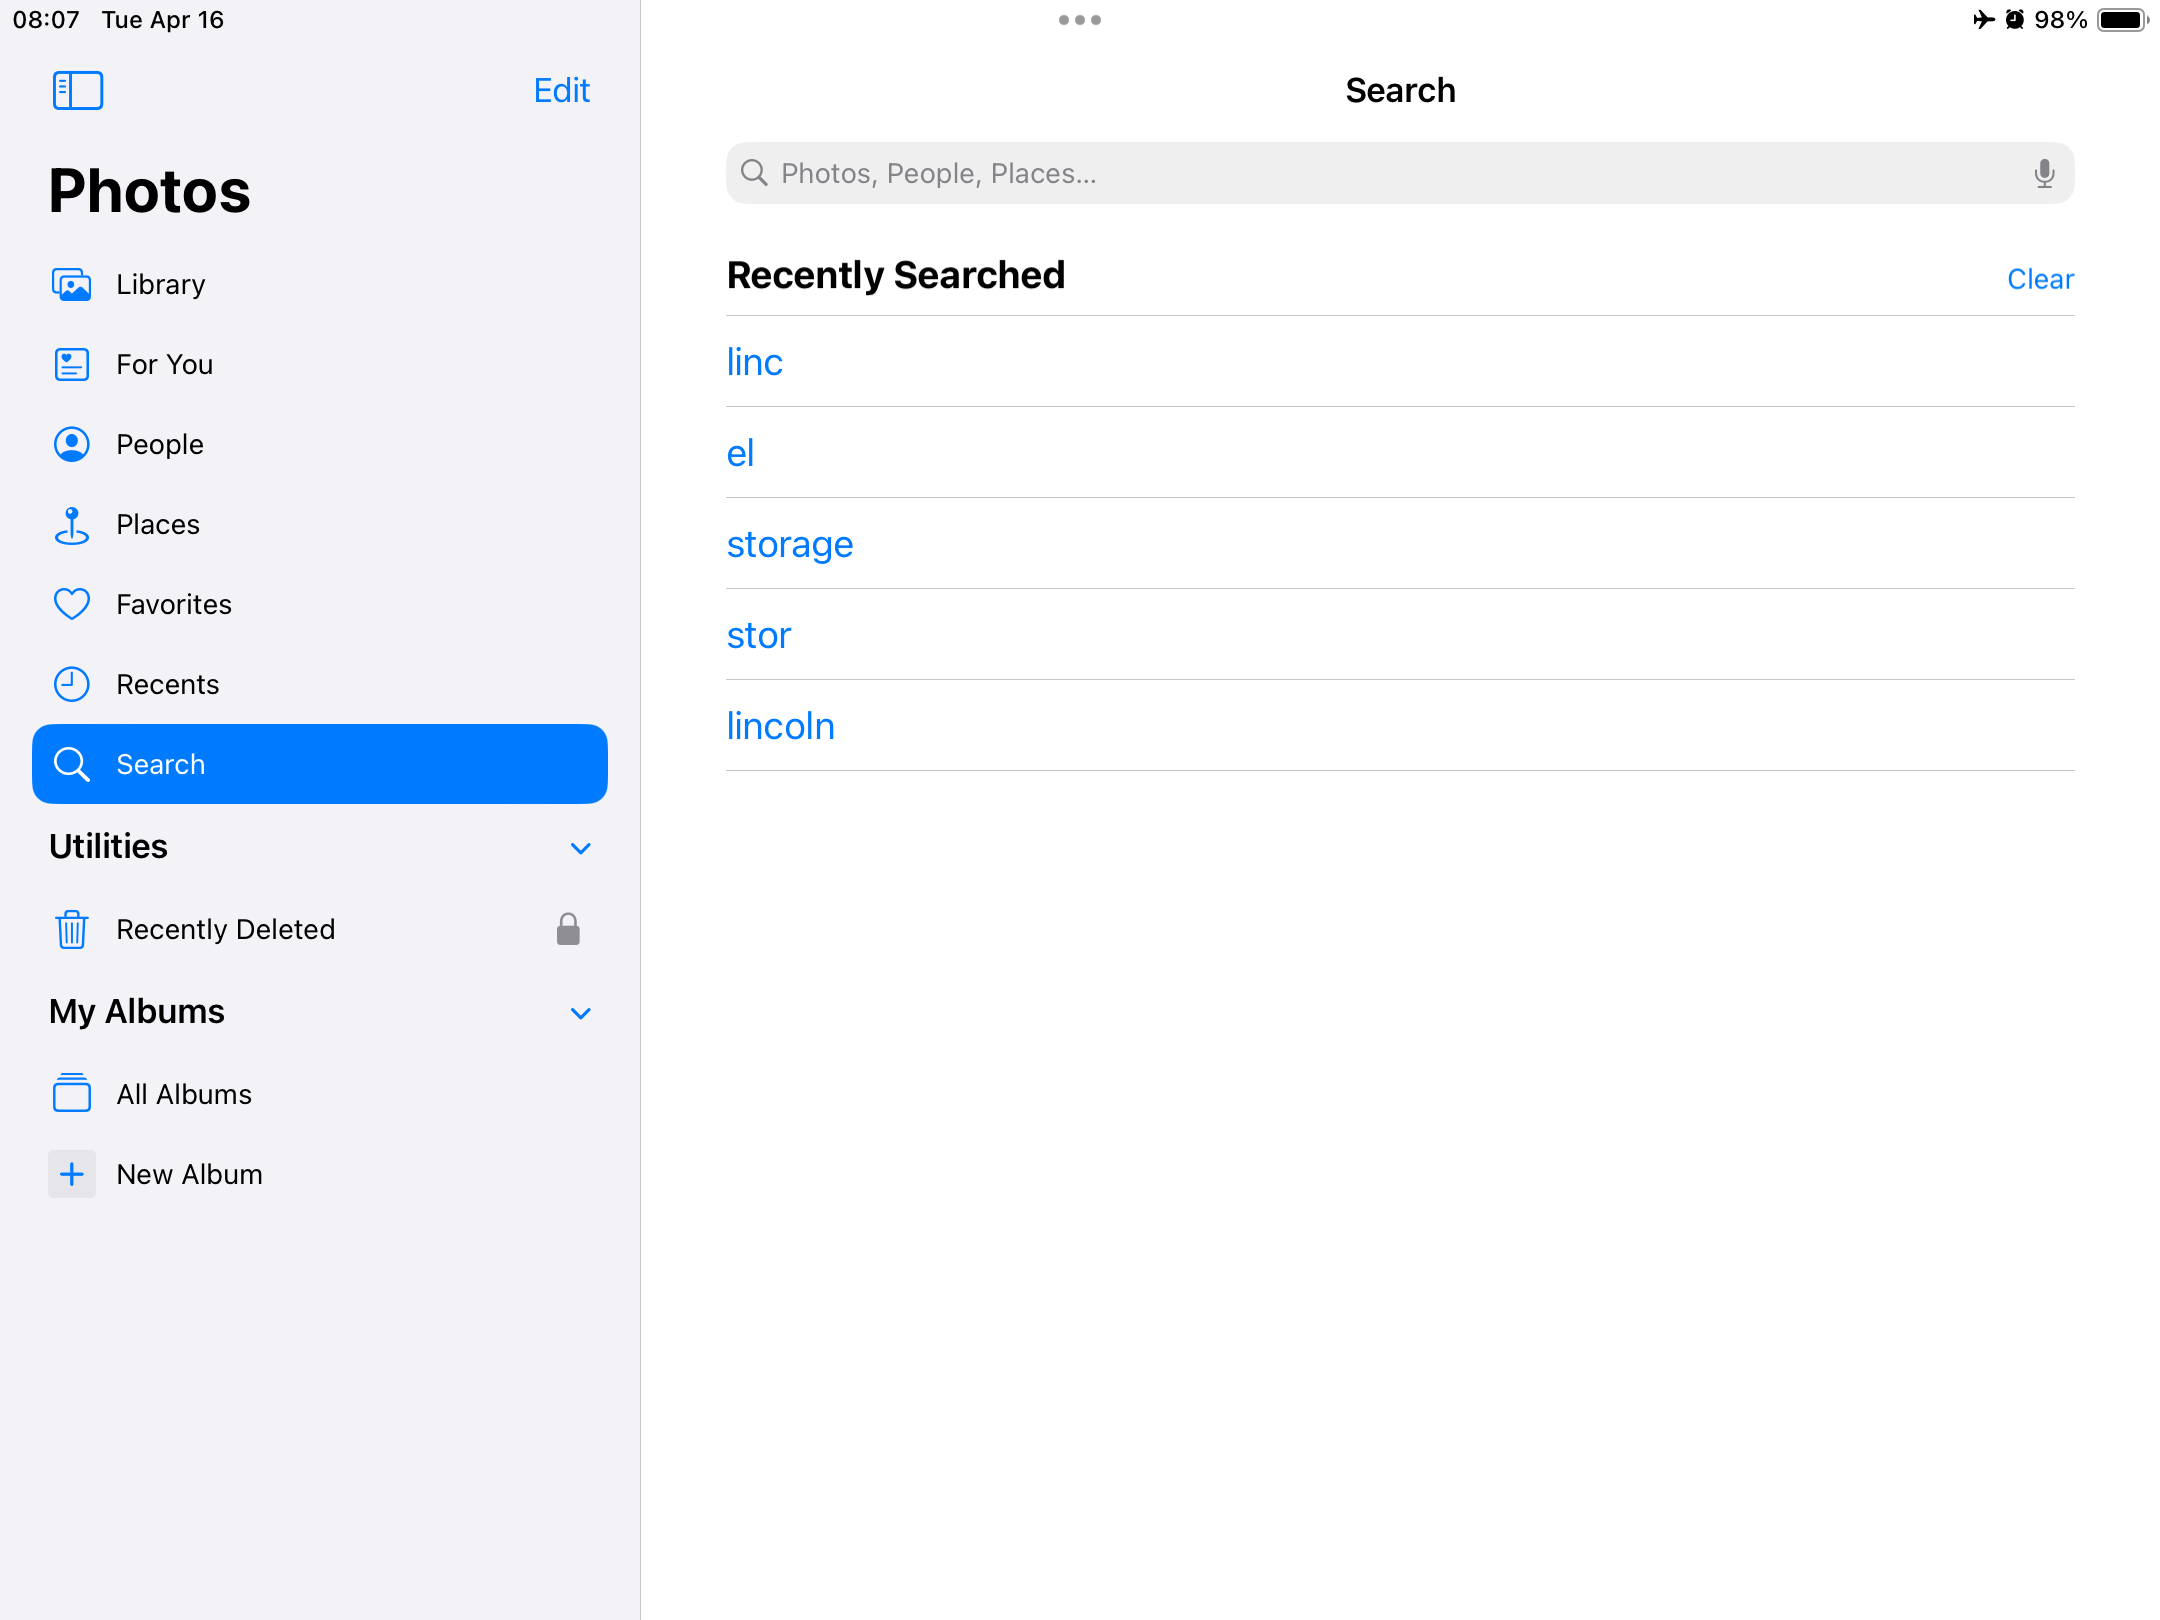 08:07 Tue Apr 16
98%
Edit
Photos
Library
For You
People
Places
Favorites
Recents
Search
Utilities
Recently Deleted
My Albums
All Albums
New Album
Search
Photos, People, Places...
Recently Searched
Clear
linc
el
storage
stor
lincoln